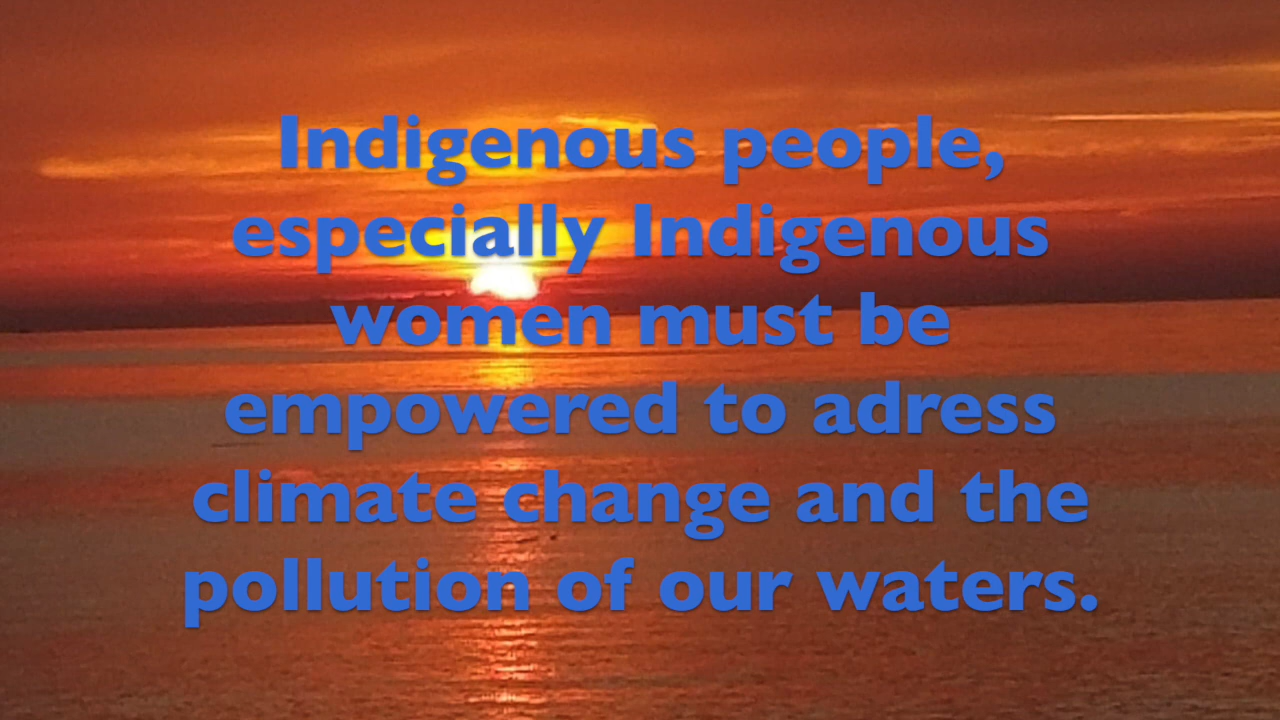 Indigenous people,
especially Indigenous
women must be
empowered to adress
climate change and the
pollution of our waters.